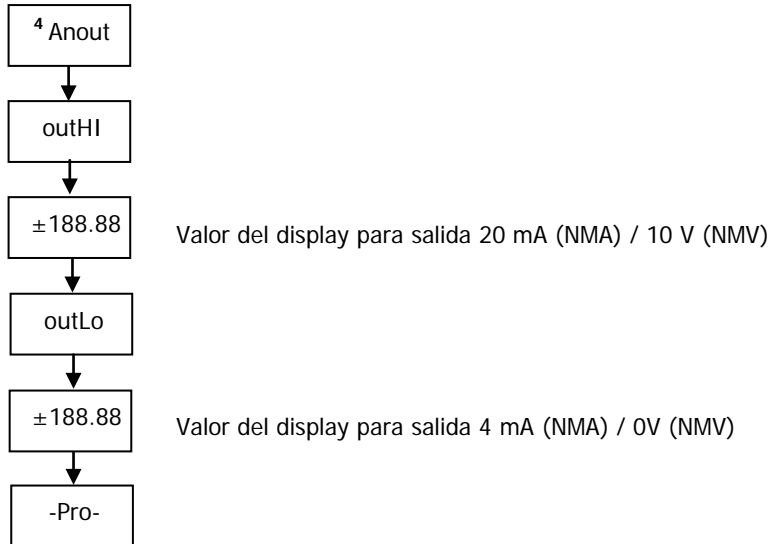 4 Anout
outHI
±188.88 Valor del display para salida 20 mA (NMA) / 10 V (NMV)
outLo
±188.88 Valor del display para salida 4 mA (NMA) / 0V (NMV)
-Pro-